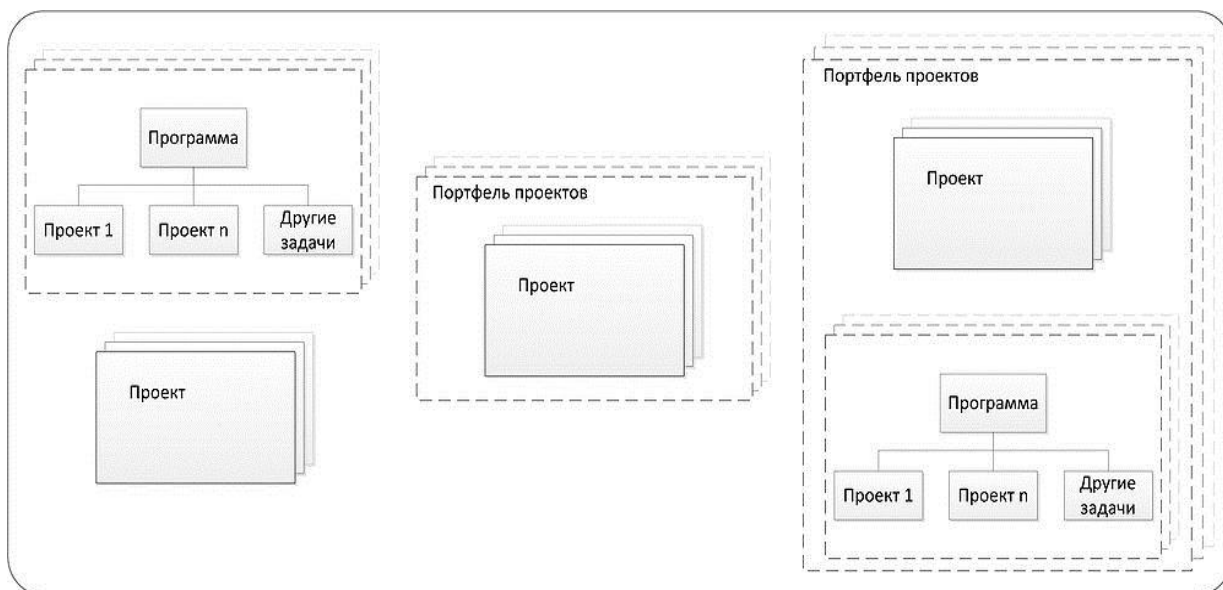 Программа
Проект 1
Проект n
Другие
задачи
Проект
Портфель проектов
Проект
Портфель проектов
Проект
Программа
Проект 1
Проект n
Другие
задачи